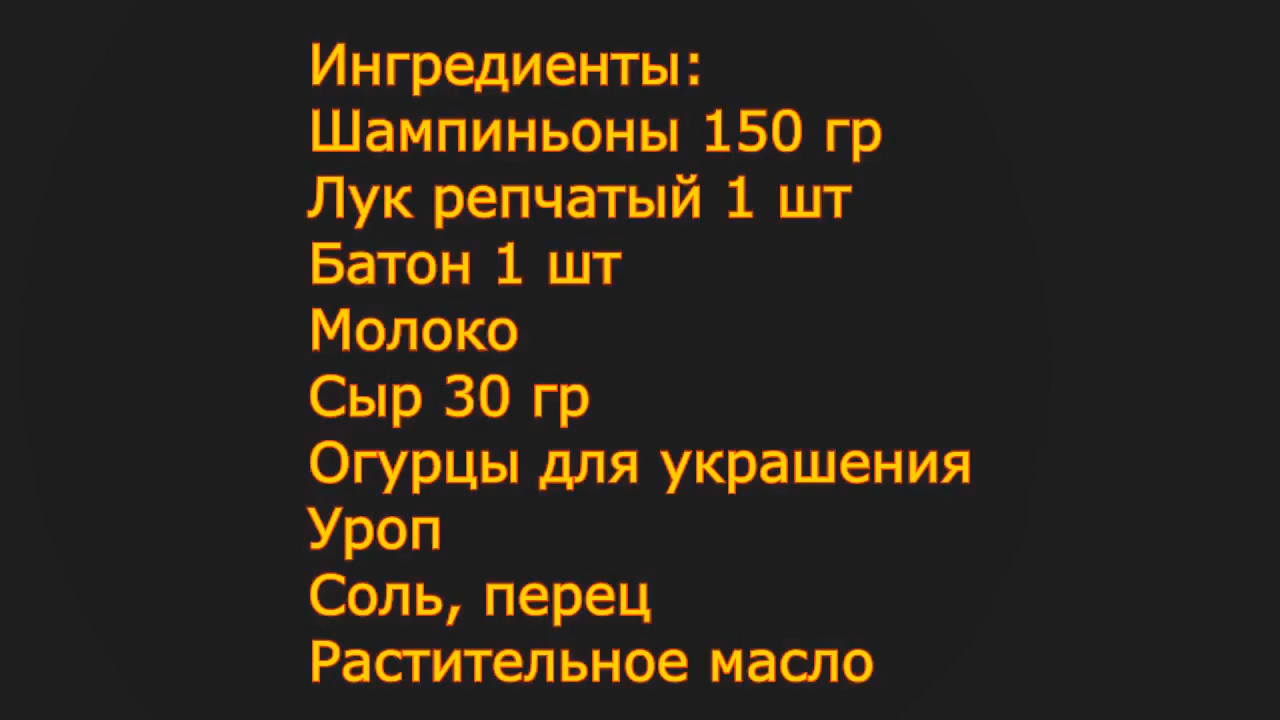 Ингредиенты:
Шампиньоны 150 гр
Лук репчатый 1 шт
Батон 1 шт
Молоко
Сыр 30 гр
Огурцы для украшения
Уроп
Соль, перец
Растительное масло